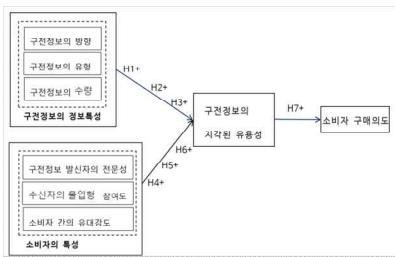 구전정보의 방향
구전정보의 유형
구전정보의 수량
구전정보의 정보특성
H1+
H2+
H3+
구전정보의
시각된 유용성
H7+
소비자 구매의도
H6+
H5+
H4+
구전정보 발신자의 전문성
수신자의 몰입형 참여도
소비자 간의 유대강도
소비자의 특성